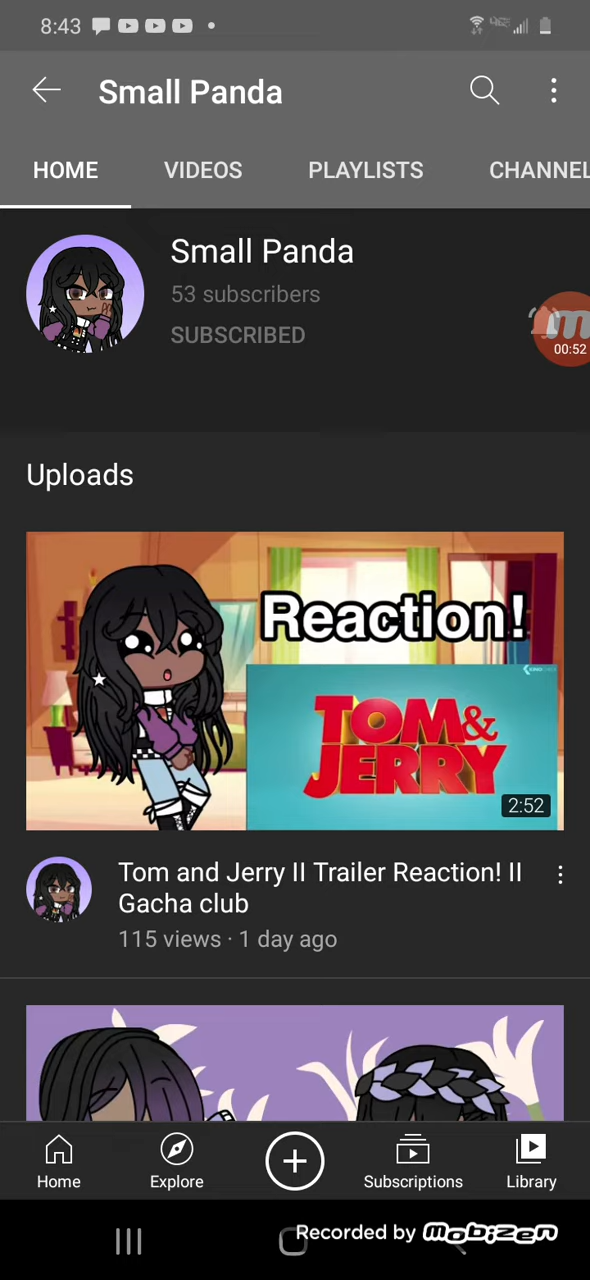 8:43
Small Panda
HOME VIDEOS PLAYLISTS CHANNEL
Small Panda
53 subscribers
SUBSCRIBED
00:52
Uploads
Reaction!
TOM&
JERRY
2:52
Tom and Jerry II Trailer Reaction! II
Gacha club
115 views · 1 day ago
Home Explore Subscriptions Library
Recorded by mobizen